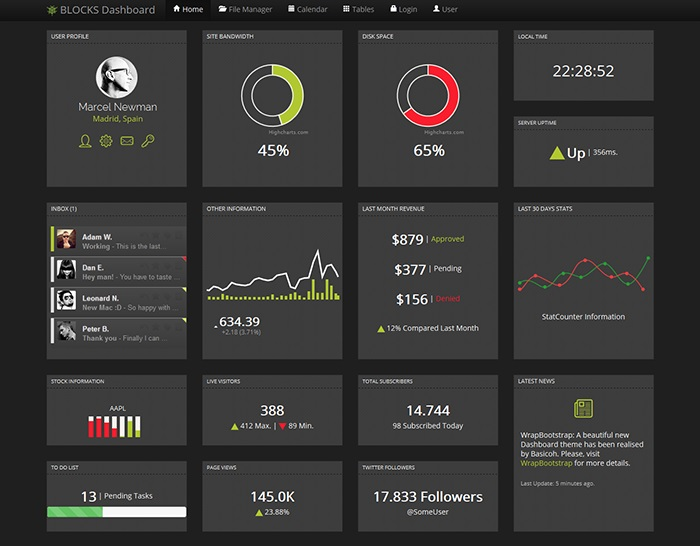 BLOCKS Dashboard
Home
File Manager
Calendar
Tables
Login
User
USER PROFILE
Marcel Newman
Madrid, Spain
SITE BANDWIDTH
Highcharts.com
45%
DISK SPACE
Highcharts.com
65%
LOCAL TIME
22:28:52
SERVER UPTIME
Up | 356ms.
INBOX (1)
Adam W.
Working - This is the last...
Dan E.
Hey man! - You have to taste ...
Leonard N.
New Mac :D - So happy with ...
Peter B.
Thank you - Finally I can ...
OTHER INFORMATION
634.39
+2.18 (3.71%)
LAST MONTH REVENUE
$879 | Approved
$377 | Pending
$156 | Denied
12% Compared Last Month
LAST 30 DAYS STATS
StatCounter Information
STOCK INFORMATION
AAPL
LIVE VISITORS
388
412 Max. | 89 Min.
TOTAL SUBSCRIBERS
14.744
98 Subscribed Today
LATEST NEWS
WrapBootstrap: A beautiful new
Dashboard theme has been realised
by Basicoh. Please, visit
WrapBootstrap for more details.
Last Update: 5 minutes ago.
TO DO LIST
13 | Pending Tasks
PAGE VIEWS
145.0K
23.88%
TWITTER FOLLOWERS
17.833 Followers
@SomeUser